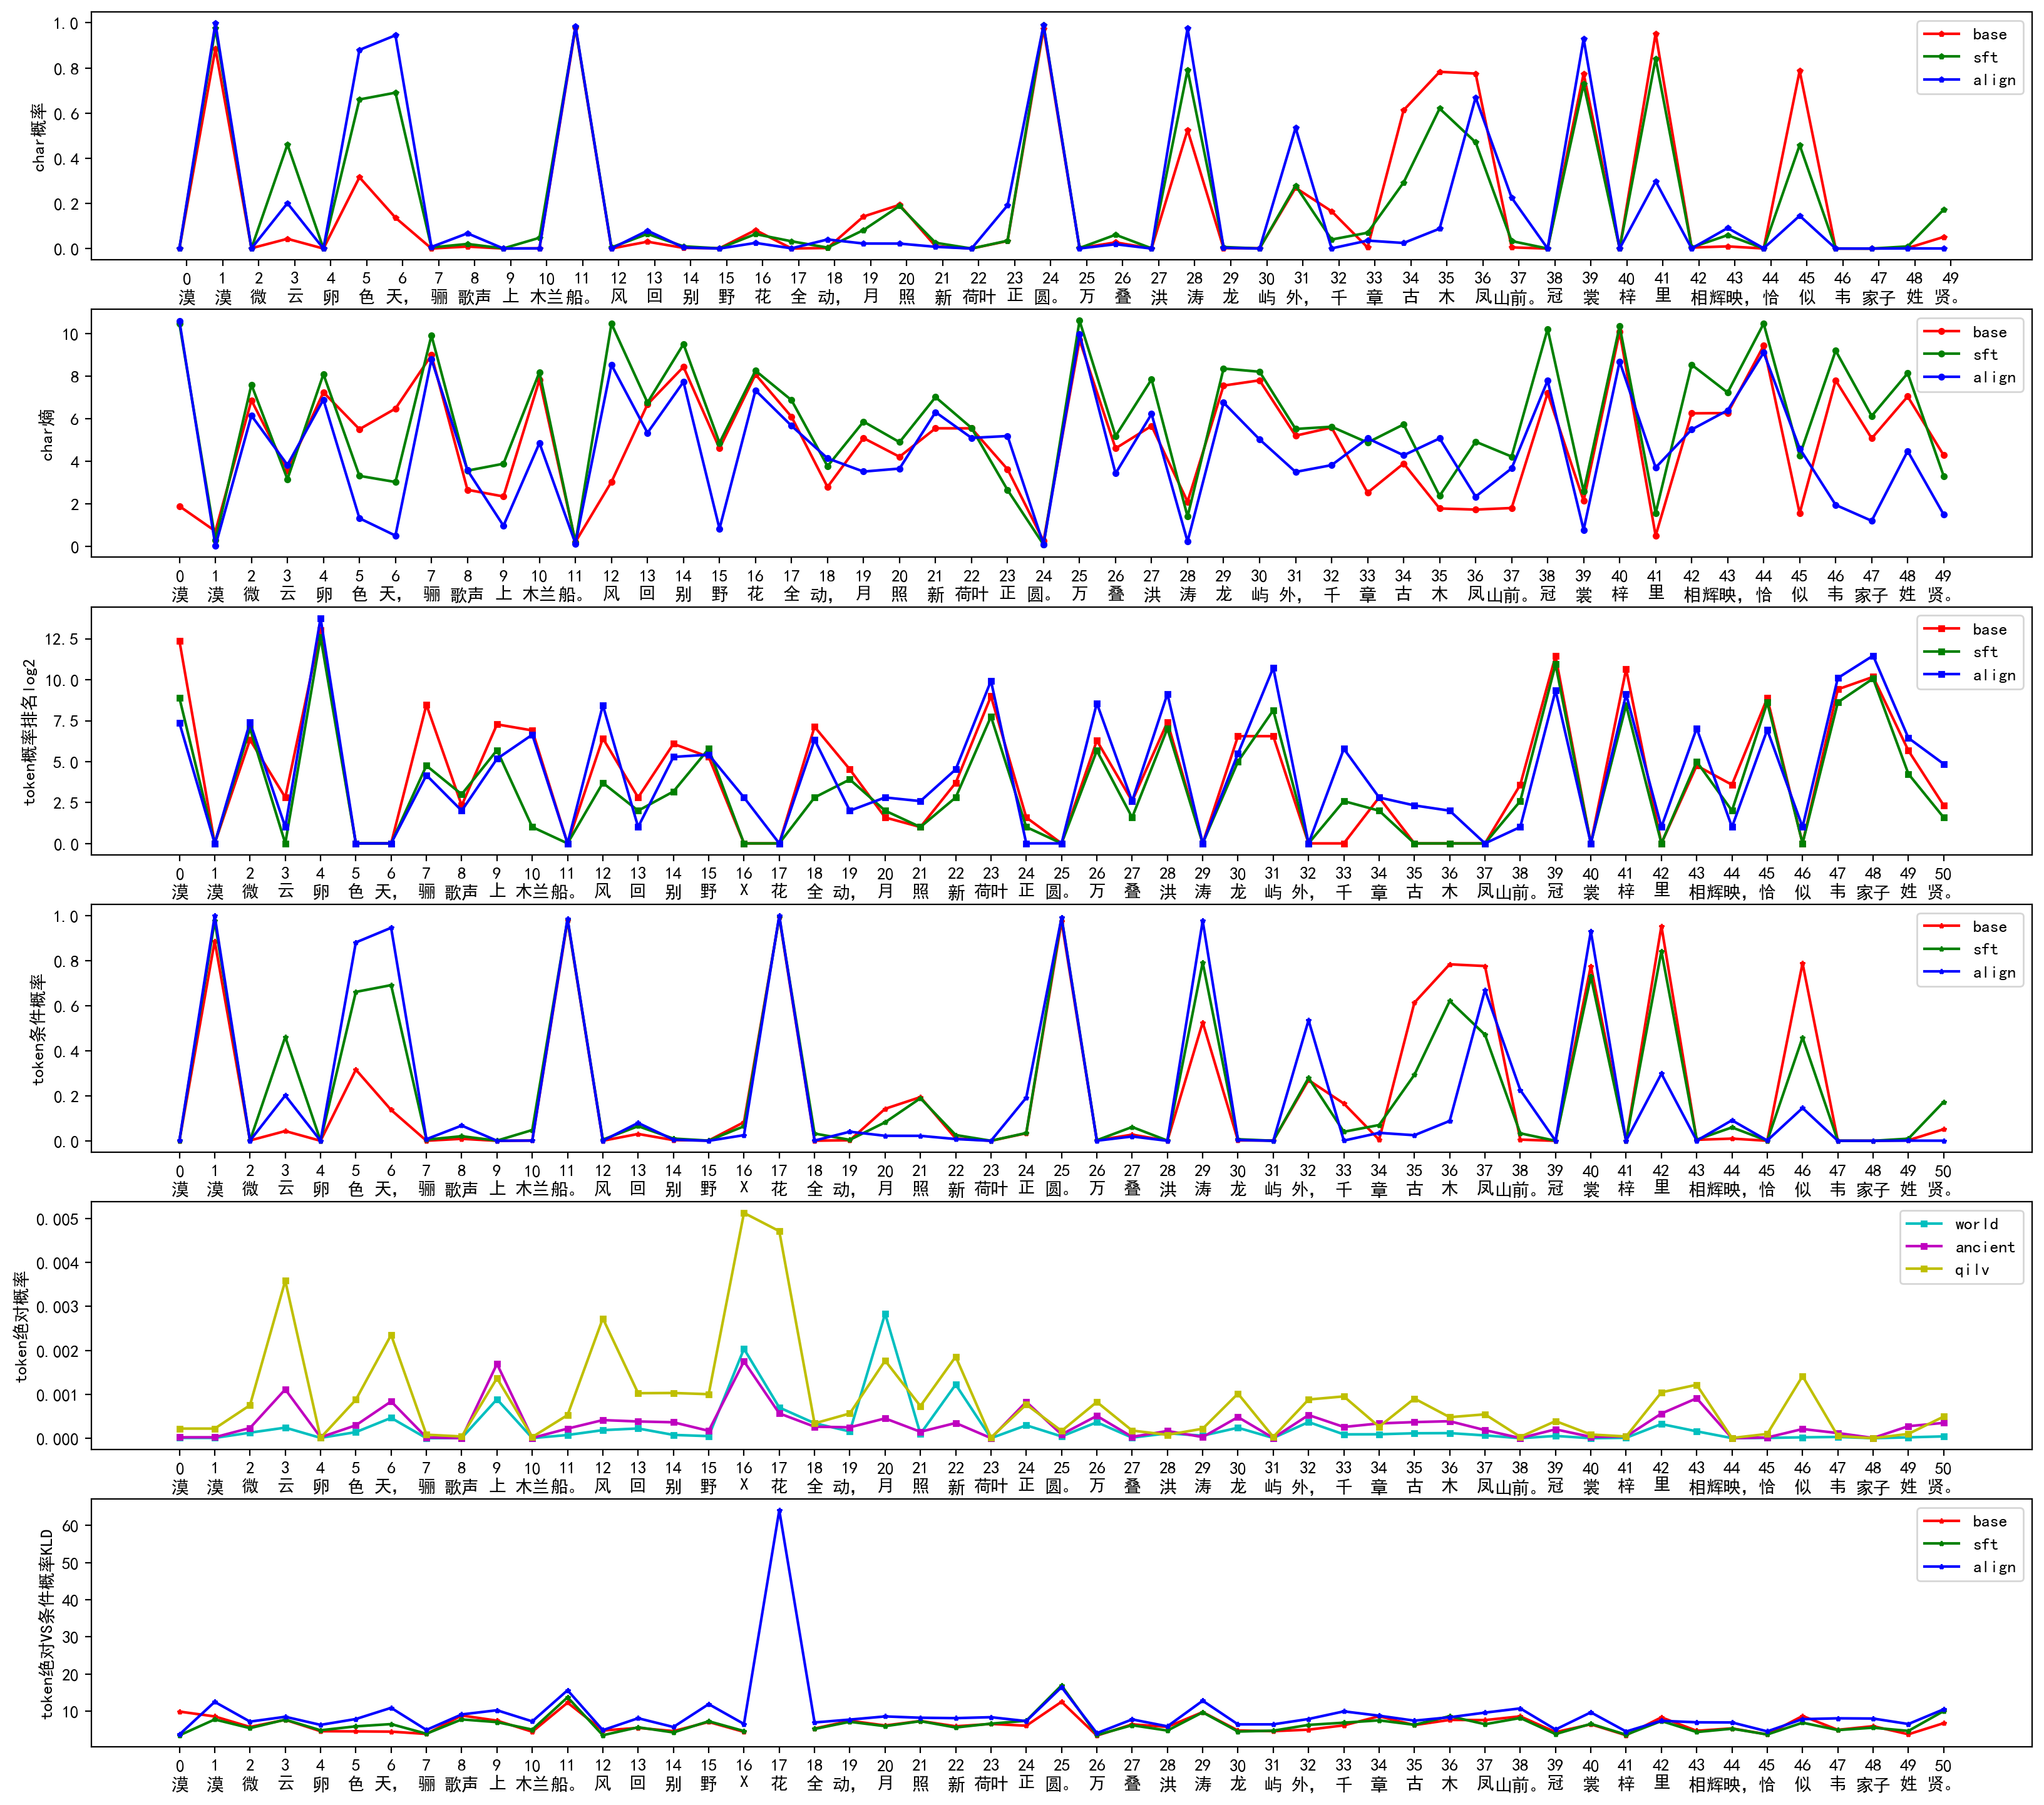 char概率
1.0
0.8
0.6
0.4
0.2
0.0
base
sft
align
0 1 2 3 4 5 6 7 8 9 10 11 12 13 14 15 16 17 18 19 20 21 22 23 24 25 26 27 28 29 30 31 32 33 34 35 36 37 38 39 40 41 42 43 44 45 46 47 48 49
漠 漠 微 云 卵 色 天， 骊 歌声 上 木兰船。 风 回 别 野 花 全 动， 月 照 新 荷叶 正 圆。 万 叠 洪 涛 龙 屿 外， 千 章 古 木 凤山前。 冠 裳 梓 里 相辉映， 恰 似 韦 家子 姓 贤。
char熵
10
8
6
4
2
0
base
sft
align
0 1 2 3 4 5 6 7 8 9 10 11 12 13 14 15 16 17 18 19 20 21 22 23 24 25 26 27 28 29 30 31 32 33 34 35 36 37 38 39 40 41 42 43 44 45 46 47 48 49
漠 漠 微 云 卵 色 天， 骊 歌声 上 木兰船。 风 回 别 野 花 全 动， 月 照 新 荷叶 正 圆。 万 叠 洪 涛 龙 屿 外， 千 章 古 木 凤山前。 冠 裳 梓 里 相辉映， 恰 似 韦 家子 姓 贤。
token概率排名log2
12.5
10.0
7.5
5.0
2.5
0.0
base
sft
align
0 1 2 3 4 5 6 7 8 9 10 11 12 13 14 15 16 17 18 19 20 21 22 23 24 25 26 27 28 29 30 31 32 33 34 35 36 37 38 39 40 41 42 43 44 45 46 47 48 49 50
漠 漠 微 云 卵 色 天， 骊 歌声 上 木兰船。 风 回 别 野 X 花 全 动， 月 照 新 荷叶 正 圆。 万 叠 洪 涛 龙 屿 外， 千 章 古 木 凤山前。 冠 裳 梓 里 相辉映， 恰 似 韦 家子 姓 贤。
token条件概率
1.0
0.8
0.6
0.4
0.2
0.0
base
sft
align
0 1 2 3 4 5 6 7 8 9 10 11 12 13 14 15 16 17 18 19 20 21 22 23 24 25 26 27 28 29 30 31 32 33 34 35 36 37 38 39 40 41 42 43 44 45 46 47 48 49 50
漠 漠 微 云 卵 色 天， 骊 歌声 上 木兰船。 风 回 别 野 X 花 全 动， 月 照 新 荷叶 正 圆。 万 叠 洪 涛 龙 屿 外， 千 章 古 木 凤山前。 冠 裳 梓 里 相辉映， 恰 似 韦 家子 姓 贤。
token绝对概率
0.005
0.004
0.003
0.002
0.001
0.000
world
ancient
qilv
0 1 2 3 4 5 6 7 8 9 10 11 12 13 14 15 16 17 18 19 20 21 22 23 24 25 26 27 28 29 30 31 32 33 34 35 36 37 38 39 40 41 42 43 44 45 46 47 48 49 50
漠 漠 微 云 卵 色 天， 骊 歌声 上 木兰船。 风 回 别 野 X 花 全 动， 月 照 新 荷叶 正 圆。 万 叠 洪 涛 龙 屿 外， 千 章 古 木 凤山前。 冠 裳 梓 里 相辉映， 恰 似 韦 家子 姓 贤。
token绝对VS条件概率KLD
60
50
40
30
20
10
base
sft
align
0 1 2 3 4 5 6 7 8 9 10 11 12 13 14 15 16 17 18 19 20 21 22 23 24 25 26 27 28 29 30 31 32 33 34 35 36 37 38 39 40 41 42 43 44 45 46 47 48 49 50
漠 漠 微 云 卵 色 天， 骊 歌声 上 木兰船。 风 回 别 野 X 花 全 动， 月 照 新 荷叶 正 圆。 万 叠 洪 涛 龙 屿 外， 千 章 古 木 凤山前。 冠 裳 梓 里 相辉映， 恰 似 韦 家子 姓 贤。